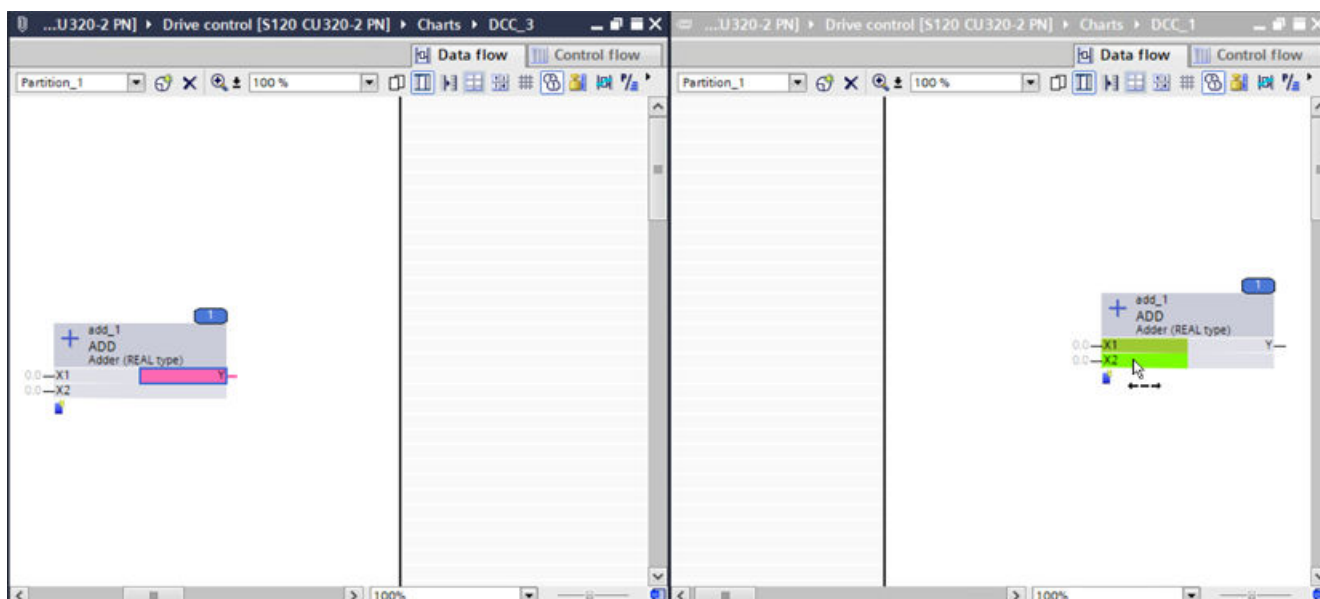 ...U320-2 PN] ▸ Drive control [S120 CU320-2 PN] ▸ Charts ▸ DCC_3
Data flow
Control flow
Partition_1
100 %
1
add_1
ADD
Adder (REAL type)
0.0 X1 Y
0.0 X2
100%
...U320-2 PN] ▸ Drive control [S120 CU320-2 PN] ▸ Charts ▸ DCC_1
Data flow
Control flow
Partition_1
100 %
1
add_1
ADD
Adder (REAL type)
0.0 X1 Y
0.0 X2
100%